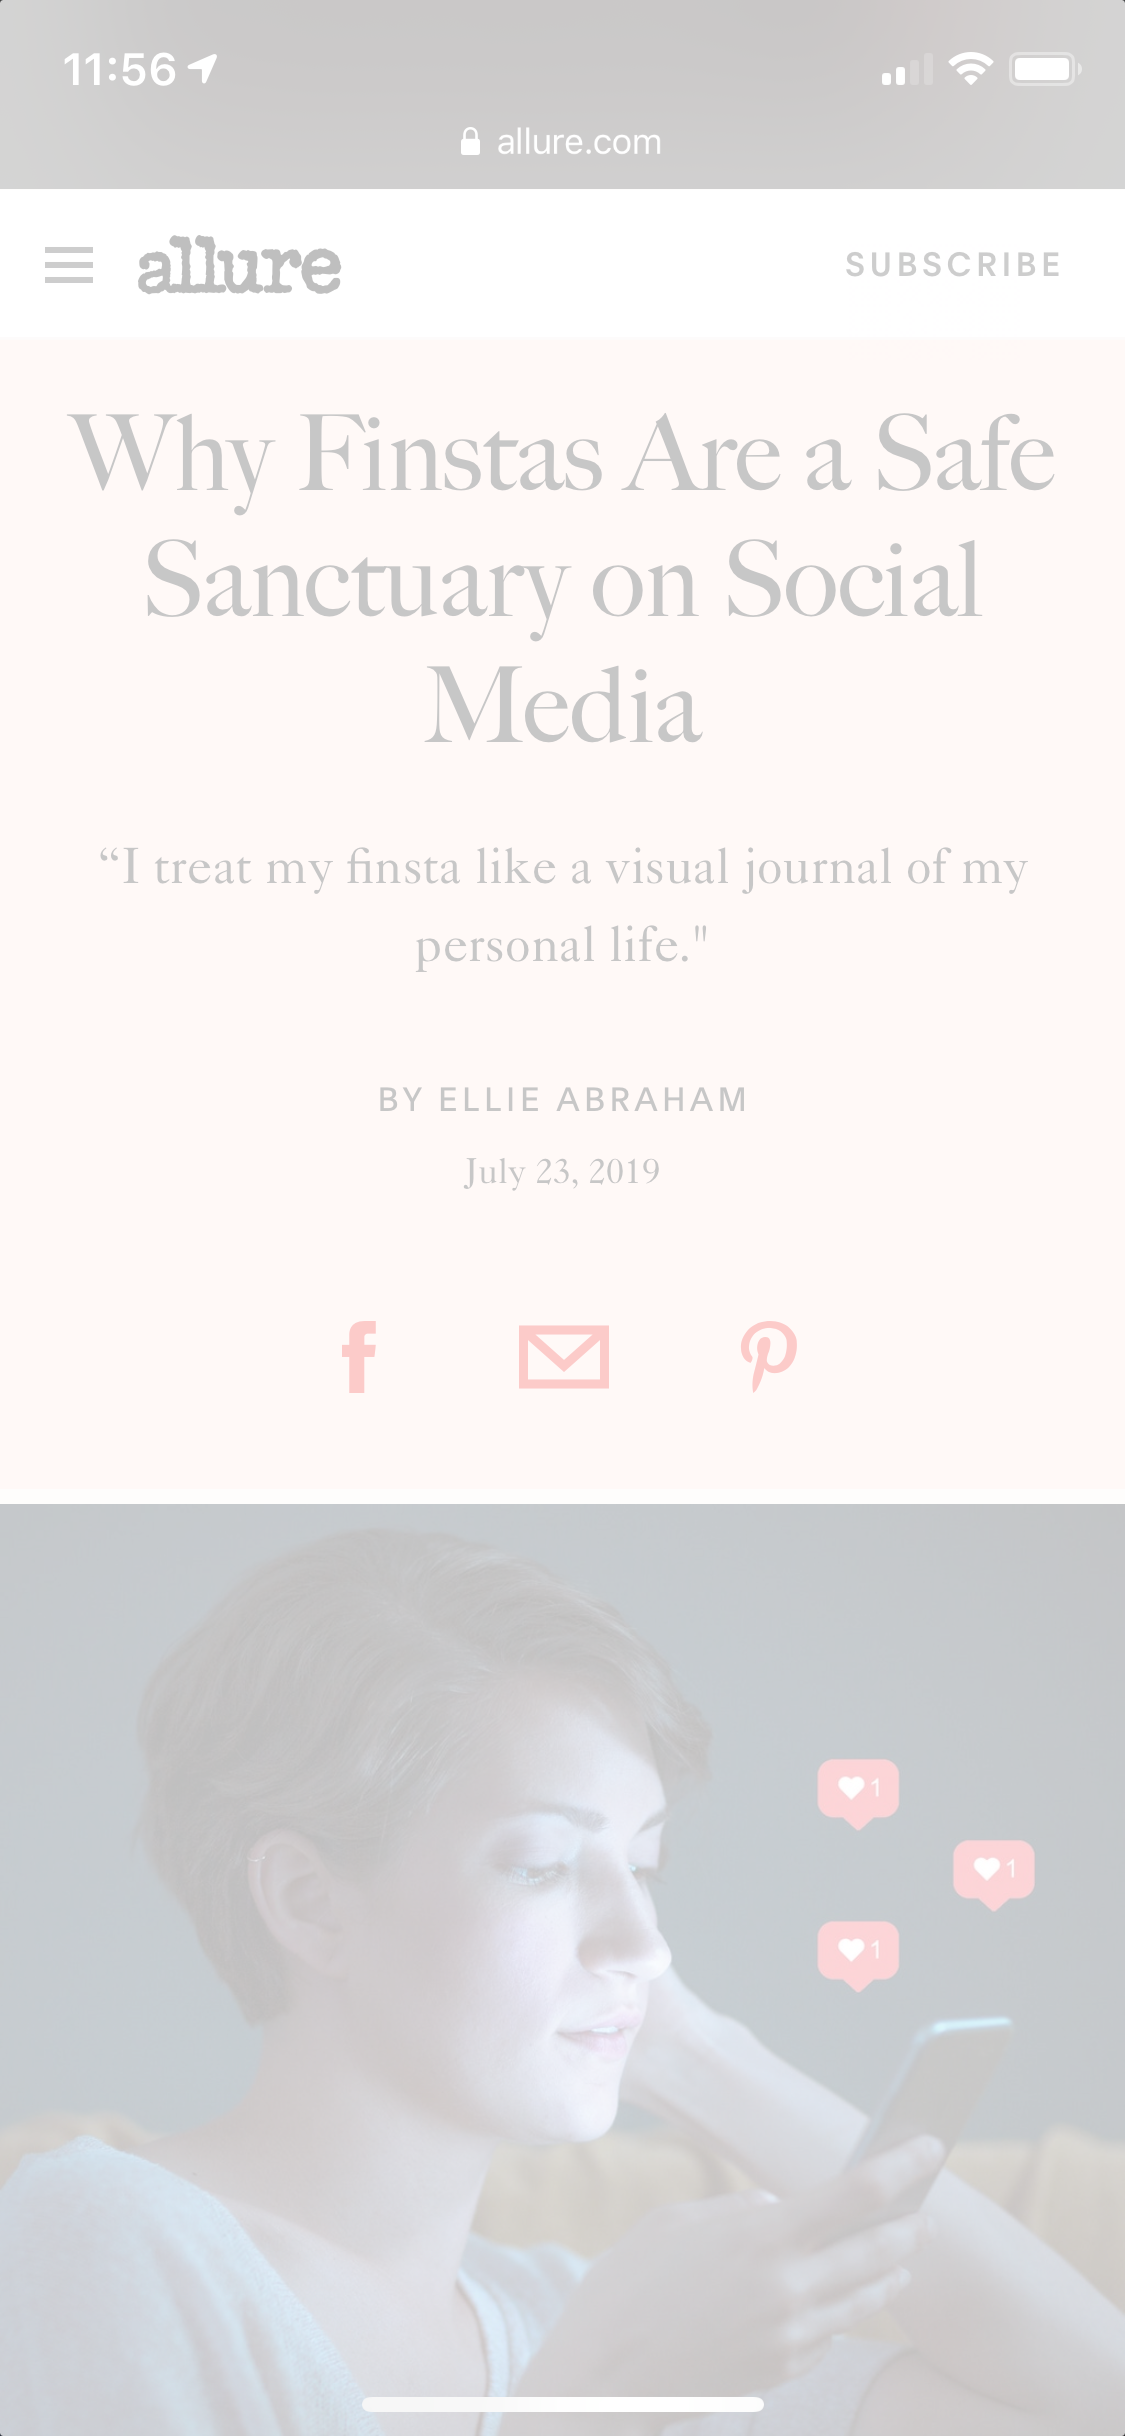 11:56
allure.com
allure
SUBSCRIBE
Why Finstas Are a Safe
Sanctuary on Social
Media
“I treat my finsta like a visual journal of my
personal life."
BY ELLIE ABRAHAM
July 23, 2019
f
1
1
1